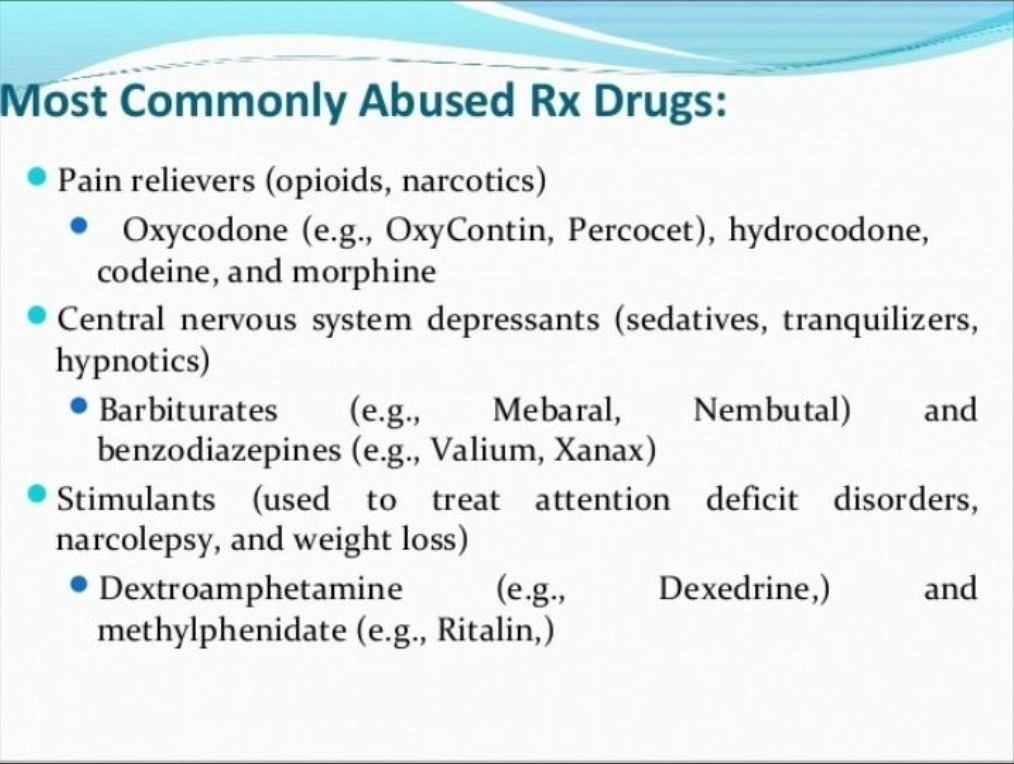 Most Commonly Abused Rx Drugs:
Pain relievers (opioids, narcotics)
Oxycodone (e.g., OxyContin, Percocet), hydrocodone,
codeine, and morphine
Central nervous system depressants (sedatives, tranquilizers,
hypnotics)
Barbiturates (e.g., Mebaral, Nembutal) and
benzodiazepines (e.g., Valium, Xanax)
Stimulants (used to treat attention deficit disorders,
narcolepsy, and weight loss)
Dextroamphetamine (e.g., Dexedrine,) and
methylphenidate (e.g., Ritalin,)